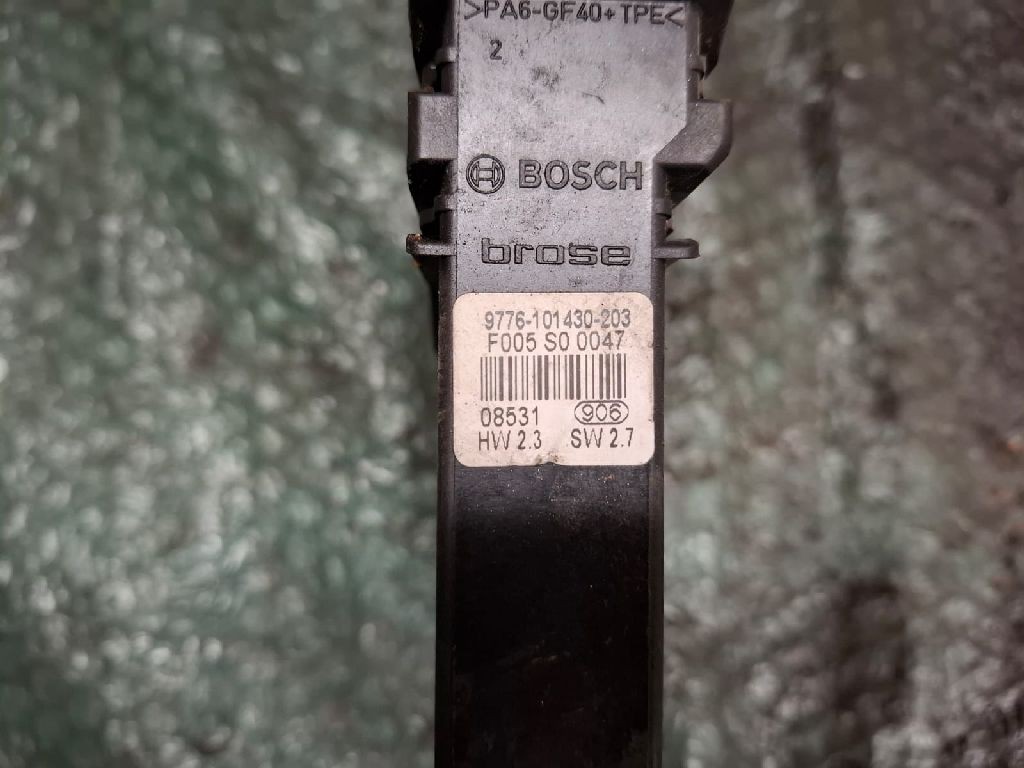 >PA6-GF40+TPE<
2
BOSCH
brose
9776-101430-203
F005 S0 0047
08531 906
HW 2.3 SW 2.7